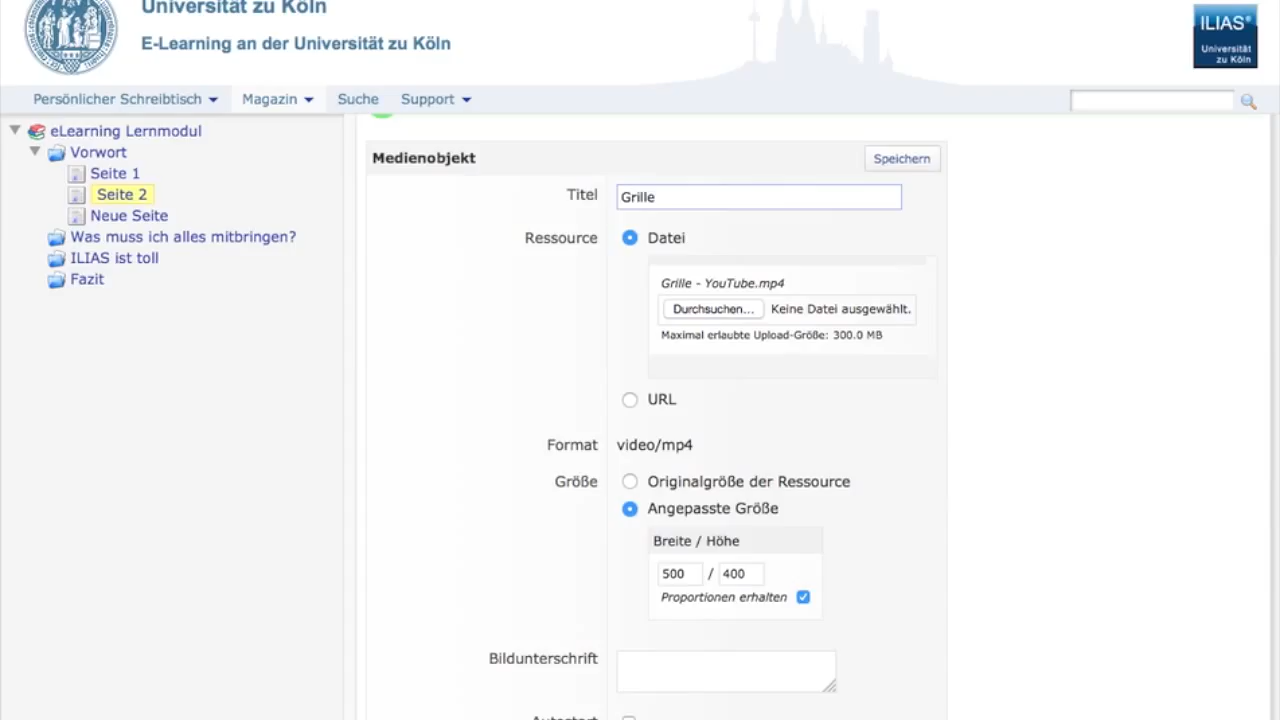 Universität zu Köln
E-Learning an der Universität zu Köln
ILIAS®
Universität
zu Köln
Persönlicher Schreibtisch
Magazin
Suche
Support
eLearning Lernmodul
Vorwort
Seite 1
Seite 2
Neue Seite
Was muss ich alles mitbringen?
ILIAS ist toll
Fazit
Medienobjekt
Speichern
Titel
Grille
Ressource
Datei
Grille - YouTube.mp4
Durchsuchen... Keine Datei ausgewählt.
Maximal erlaubte Upload-Größe: 300.0 MB
URL
Format
video/mp4
Größe
Originalgröße der Ressource
Angepasste Größe
Breite / Höhe
500 / 400
Proportionen erhalten
Bildunterschrift
Autostart